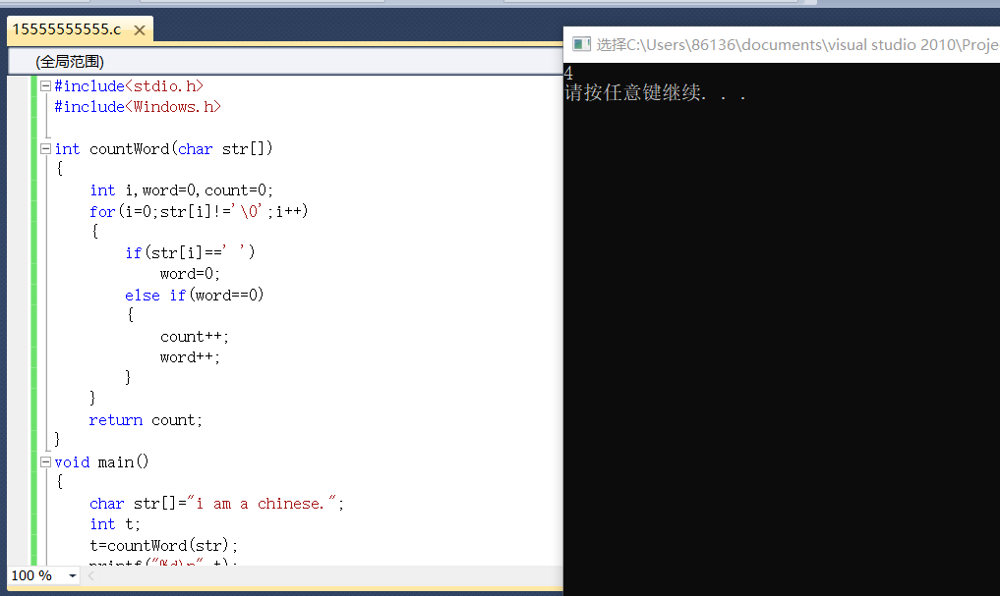 15555555555.c
(全局范围)
#include<stdio.h>
#include<Windows.h>
int countWord(char str[])
{
int i,word=0,count=0;
for(i=0;str[i]!='\0';i++)
{
if(str[i]==' ')
word=0;
else if(word==0)
{
count++;
word++;
}
}
return count;
}
void main()
{
char str[]="i am a chinese.";
int t;
t=countWord(str);
printf("%d\n",t);
100 %
选择C:\Users\86136\documents\visual studio 2010\Proje
4
请按任意键继续. . .